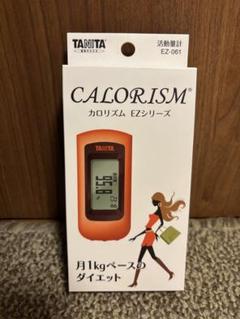 TANITA
活動量計
EZ-061
CALORISM®
カロリズム EZシリーズ
TANITA
月1kgペースの
ダイエット